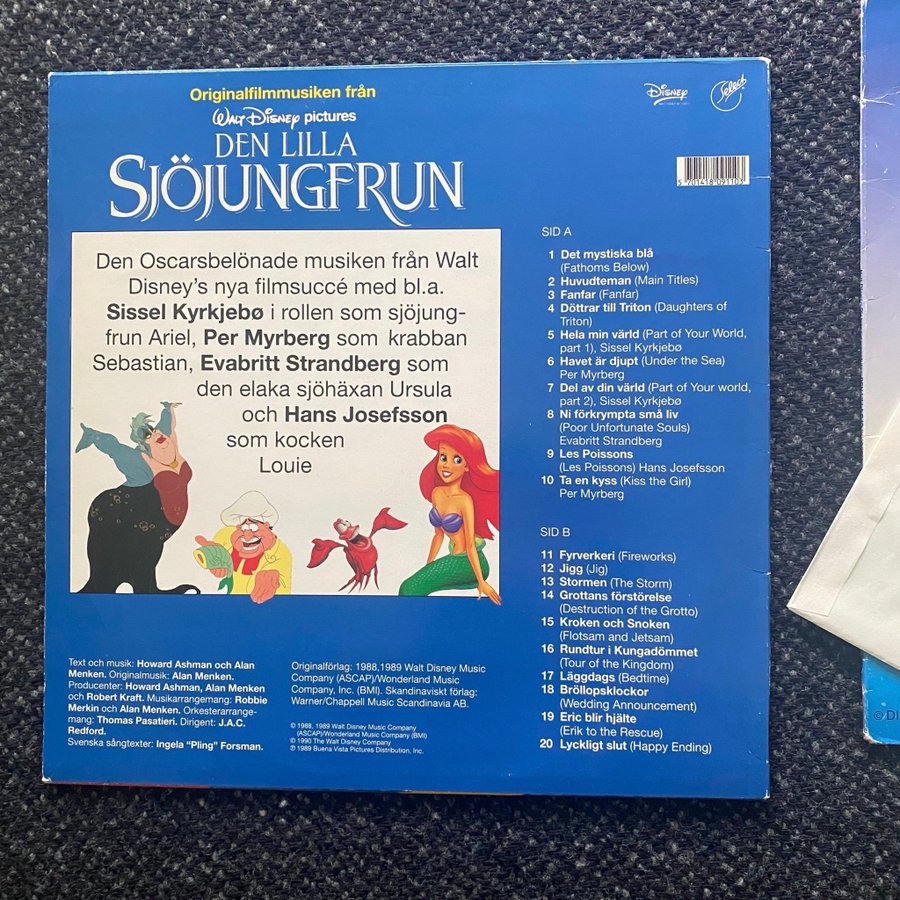 Originalfilmmusiken från
Walt Disney pictures
DEN LILLA
SJÖJUNGFRUN
Disney
Select
5 701418 091103
Den Oscarsbelönade musiken från Walt
Disney's nya filmsuccé med bl.a.
Sissel Kyrkjebø i rollen som sjöjung-
frun Ariel, Per Myrberg som krabban
Sebastian, Evabritt Strandberg som
den elaka sjöhäxan Ursula
och Hans Josefsson
som kocken
Louie
SID A
1 Det mystiska blå
(Fathoms Below)
2 Huvudteman (Main Titles)
3 Fanfar (Fanfar)
4 Döttrar till Triton (Daughters of
Triton)
5 Hela min värld (Part of Your World,
part 1), Sissel Kyrkjebø
6 Havet är djupt (Under the Sea)
Per Myrberg
7 Del av din värld (Part of Your world,
part 2), Sissel Kyrkjebø
8 Ni förkrympta små liv
(Poor Unfortunate Souls)
Evabritt Strandberg
9 Les Poissons
(Les Poissons) Hans Josefsson
10 Ta en kyss (Kiss the Girl)
Per Myrberg
SID B
11 Fyrverkeri (Fireworks)
12 Jigg (Jig)
13 Stormen (The Storm)
14 Grottans förstörelse
(Destruction of the Grotto)
15 Kroken och Snoken
(Flotsam and Jetsam)
16 Rundtur i Kungadömmet
(Tour of the Kingdom)
17 Läggdags (Bedtime)
18 Bröllopsklockor
(Wedding Announcement)
19 Eric blir hjälte
(Erik to the Rescue)
20 Lyckligt slut (Happy Ending)
Text och musik: Howard Ashman och Alan
Menken. Originalmusik: Alan Menken.
Producenter: Howard Ashman, Alan Menken
och Robert Kraft. Musikarrangemang: Robbie
Merkin och Alan Menken. Orkesterarrange-
mang: Thomas Pasatieri. Dirigent: J.A.C.
Redford.
Svenska sångtexter: Ingela "Pling" Forsman.
Originalförlag: 1988,1989 Walt Disney Music
Company (ASCAP)/Wonderland Music
Company, Inc. (BMI). Skandinaviskt förlag:
Warner/Chappell Music Scandinavia AB.
© 1988, 1989 Walt Disney Music Company
(ASCAP)/Wonderland Music Company (BMI)
© 1990 The Walt Disney Company
℗ 1989 Buena Vista Pictures Distribution, Inc.
© Di